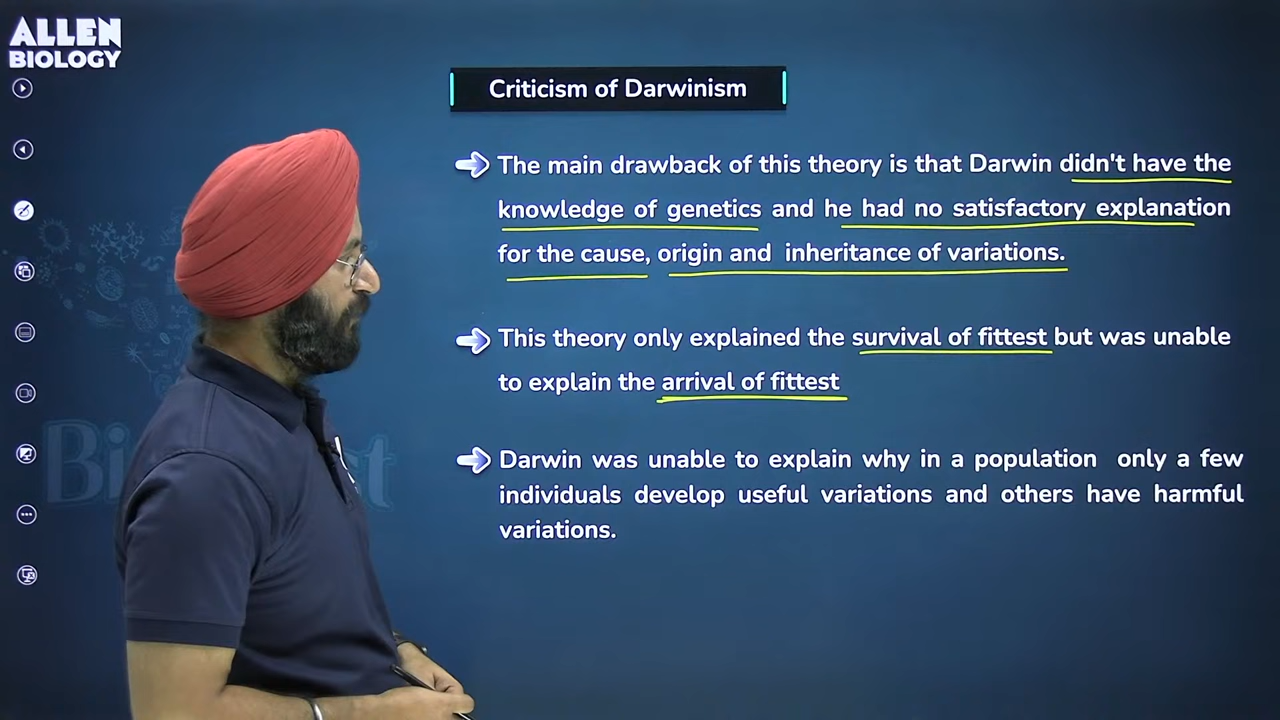 ALLEN
BIOLOGY
Criticism of Darwinism
The main drawback of this theory is that Darwin didn't have the
knowledge of genetics and he had no satisfactory explanation
for the cause, origin and inheritance of variations.
This theory only explained the survival of fittest but was unable
to explain the arrival of fittest
Darwin was unable to explain why in a population only a few
individuals develop useful variations and others have harmful
variations.